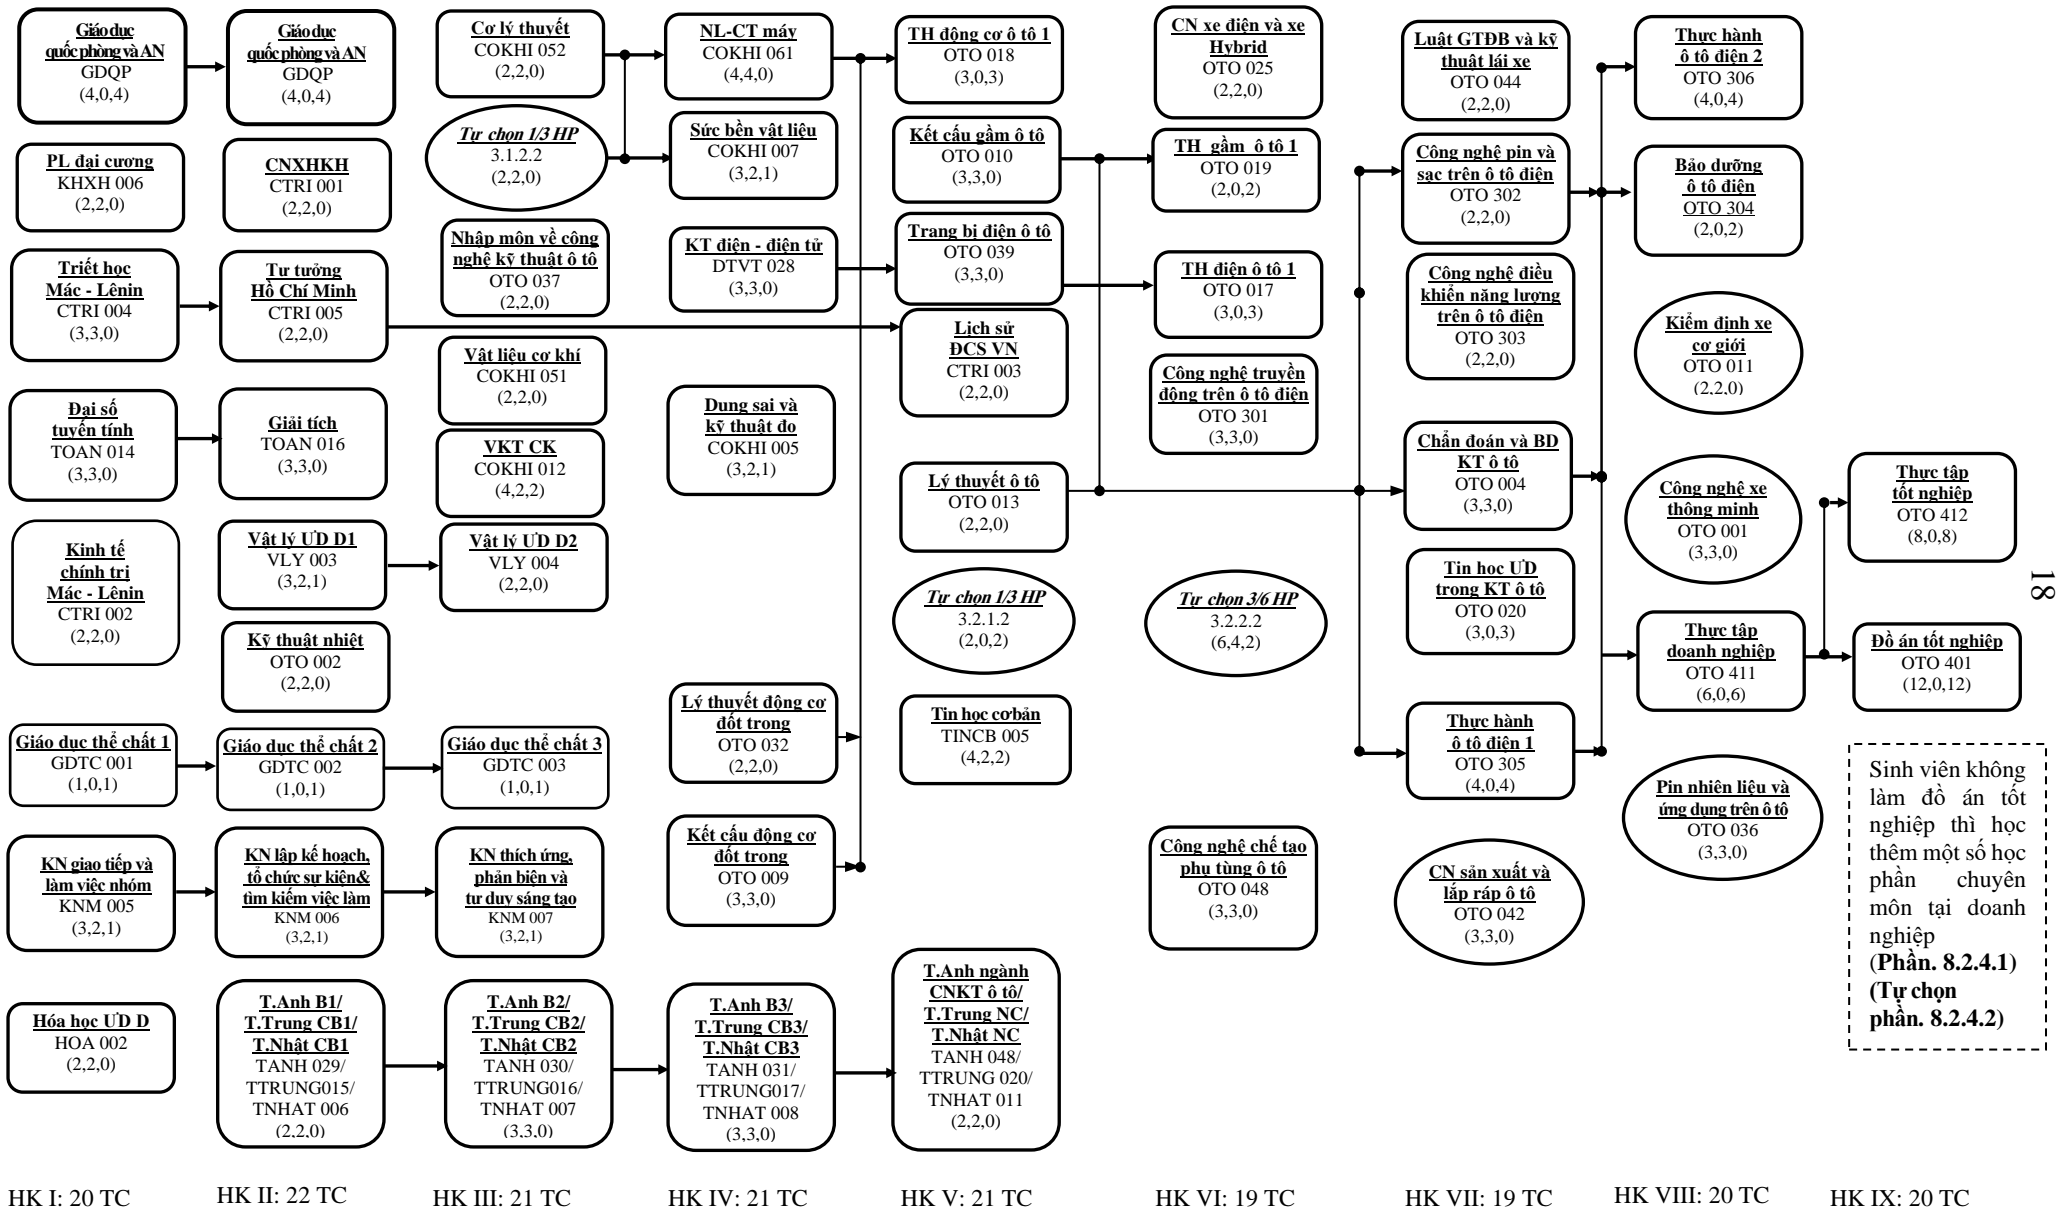 Giáo dục
quốc phòng và AN
GDQP
(4,0,4)
PL đại cương
KHXH 006
(2,2,0)
Triết học
Mác - Lênin
CTRI 004
(3,3,0)
Đại số
tuyến tính
TOAN 014
(3,3,0)
Kinh tế
chính trị
Mác - Lênin
CTRI 002
(2,2,0)
Giáo dục thể chất 1
GDTC 001
(1,0,1)
KN giao tiếp và
làm việc nhóm
KNM 005
(3,2,1)
Hóa học ƯD D
HOA 002
(2,2,0)
HK I: 20 TC
Giáo dục
quốc phòng và AN
GDQP
(4,0,4)
CNXHKH
CTRI 001
(2,2,0)
Tư tưởng
Hồ Chí Minh
CTRI 005
(2,2,0)
Giải tích
TOAN 016
(3,3,0)
Vật lý ƯD D1
VLY 003
(3,2,1)
Kỹ thuật nhiệt
OTO 002
(2,2,0)
Giáo dục thể chất 2
GDTC 002
(1,0,1)
KN lập kế hoạch,
tổ chức sự kiện&
tìm kiếm việc làm
KNM 006
(3,2,1)
T.Anh B1/
T.Trung CB1/
T.Nhật CB1
TANH 029/
TTRUNG015/
TNHAT 006
(2,2,0)
HK II: 22 TC
Cơ lý thuyết
COKHI 052
(2,2,0)
Tự chọn 1/3 HP
3.1.2.2
(2,2,0)
Nhập môn về công
nghệ kỹ thuật ô tô
OTO 037
(2,2,0)
Vật liệu cơ khí
COKHI 051
(2,2,0)
VKT CK
COKHI 012
(4,2,2)
Vật lý ƯD D2
VLY 004
(2,2,0)
Giáo dục thể chất 3
GDTC 003
(1,0,1)
KN thích ứng,
phản biện và
tư duy sáng tạo
KNM 007
(3,2,1)
T.Anh B2/
T.Trung CB2/
T.Nhật CB2
TANH 030/
TTRUNG016/
TNHAT 007
(3,3,0)
HK III: 21 TC
NL-CT máy
COKHI 061
(4,4,0)
Sức bền vật liệu
COKHI 007
(3,2,1)
KT điện - điện tử
DTVT 028
(3,3,0)
Dung sai và
kỹ thuật đo
COKHI 005
(3,2,1)
Lý thuyết động cơ
đốt trong
OTO 032
(2,2,0)
Kết cấu động cơ
đốt trong
OTO 009
(3,3,0)
T.Anh B3/
T.Trung CB3/
T.Nhật CB3
TANH 031/
TTRUNG017/
TNHAT 008
(3,3,0)
HK IV: 21 TC
TH động cơ ô tô 1
OTO 018
(3,0,3)
Kết cấu gầm ô tô
OTO 010
(3,3,0)
Trang bị điện ô tô
OTO 039
(3,3,0)
Lịch sử
ĐCS VN
CTRI 003
(2,2,0)
Lý thuyết ô tô
OTO 013
(2,2,0)
Tự chọn 1/3 HP
3.2.1.2
(2,0,2)
Tin học cơ bản
TINCB 005
(4,2,2)
T.Anh ngành
CNKT ô tô/
T.Trung NC/
T.Nhật NC
TANH 048/
TTRUNG 020/
TNHAT 011
(2,2,0)
HK V: 21 TC
CN xe điện và xe
Hybrid
OTO 025
(2,2,0)
TH gầm ô tô 1
OTO 019
(2,0,2)
TH điện ô tô 1
OTO 017
(3,0,3)
Công nghệ truyền
động trên ô tô điện
OTO 301
(3,3,0)
Tự chọn 3/6 HP
3.2.2.2
(6,4,2)
Công nghệ chế tạo
phụ tùng ô tô
OTO 048
(3,3,0)
HK VI: 19 TC
Luật GTĐB và kỹ
thuật lái xe
OTO 044
(2,2,0)
Công nghệ pin và
sạc trên ô tô điện
OTO 302
(2,2,0)
Công nghệ điều
khiển năng lượng
trên ô tô điện
OTO 303
(2,2,0)
Chẩn đoán và BD
KT ô tô
OTO 004
(3,3,0)
Tin học ƯD
trong KT ô tô
OTO 020
(3,0,3)
Thực hành
ô tô điện 1
OTO 305
(4,0,4)
CN sản xuất và
lắp ráp ô tô
OTO 042
(3,3,0)
HK VII: 19 TC
Thực hành
ô tô điện 2
OTO 306
(4,0,4)
Bảo dưỡng
ô tô điện
OTO 304
(2,0,2)
Kiểm định xe
cơ giới
OTO 011
(2,2,0)
Công nghệ xe
thông minh
OTO 001
(3,3,0)
Thực tập
doanh nghiệp
OTO 411
(6,0,6)
Pin nhiên liệu và
ứng dụng trên ô tô
OTO 036
(3,3,0)
HK VIII: 20 TC
Thực tập
tốt nghiệp
OTO 412
(8,0,8)
Đồ án tốt nghiệp
OTO 401
(12,0,12)
Sinh viên không
làm đồ án tốt
nghiệp thì học
thêm một số học
phần chuyên
môn tại doanh
nghiệp
(Phần. 8.2.4.1)
(Tự chọn
phần. 8.2.4.2)
HK IX: 20 TC
18